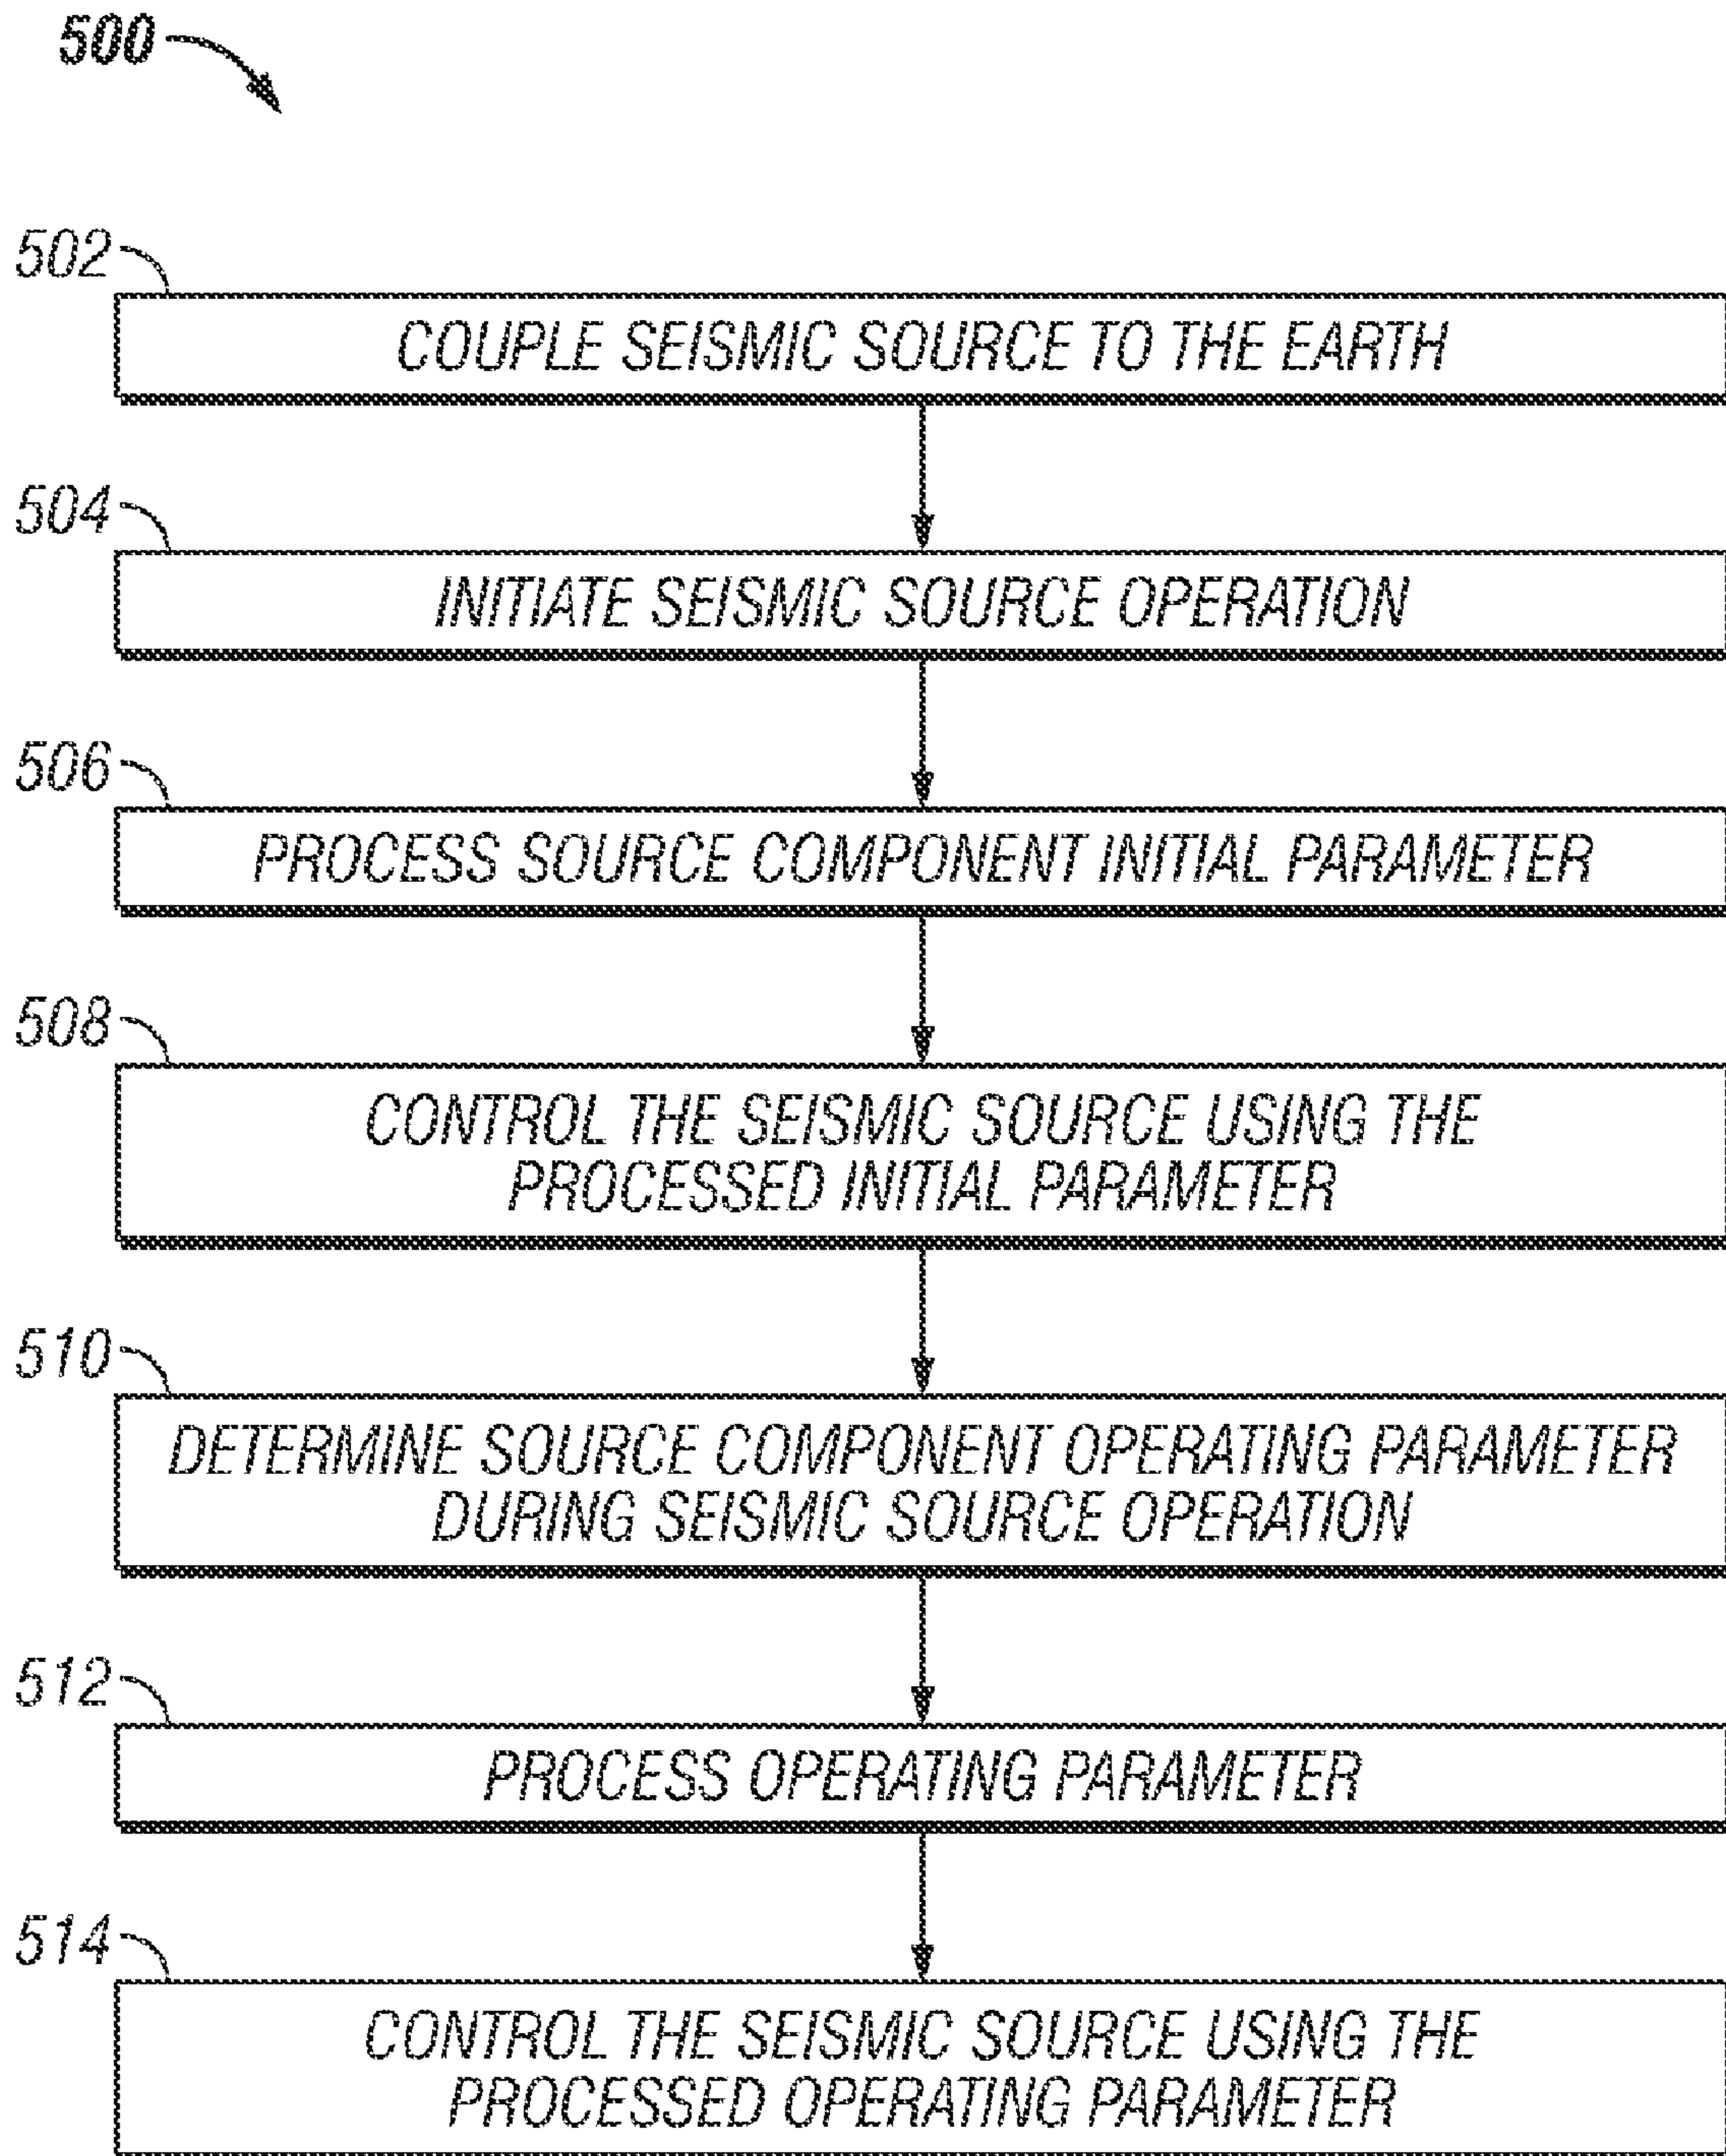 500
502
COUPLE SEISMIC SOURCE TO THE EARTH
504
INITIATE SEISMIC SOURCE OPERATION
506
PROCESS SOURCE COMPONENT INITIAL PARAMETER
508
CONTROL THE SEISMIC SOURCE USING THE
PROCESSED INITIAL PARAMETER
510
DETERMINE SOURCE COMPONENT OPERATING PARAMETER
DURING SEISMIC SOURCE OPERATION
512
PROCESS OPERATING PARAMETER
514
CONTROL THE SEISMIC SOURCE USING THE
PROCESSED OPERATING PARAMETER